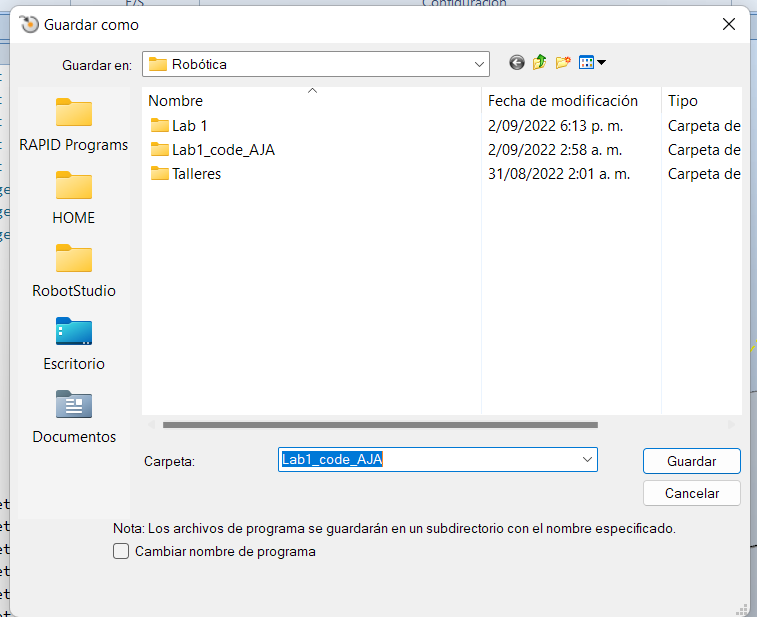 E/S
Configuración
Guardar como
Guardar en: Robótica
Nombre Fecha de modificación Tipo
Lab 1 2/09/2022 6:13 p. m. Carpeta de
Lab1_code_AJA 2/09/2022 2:58 a. m. Carpeta de
Talleres 31/08/2022 2:01 a. m. Carpeta de
RAPID Programs
HOME
RobotStudio
Escritorio
Documentos
Carpeta: Lab1_code_AJA
Guardar
Cancelar
Nota: Los archivos de programa se guardarán en un subdirectorio con el nombre especificado.
Cambiar nombre de programa